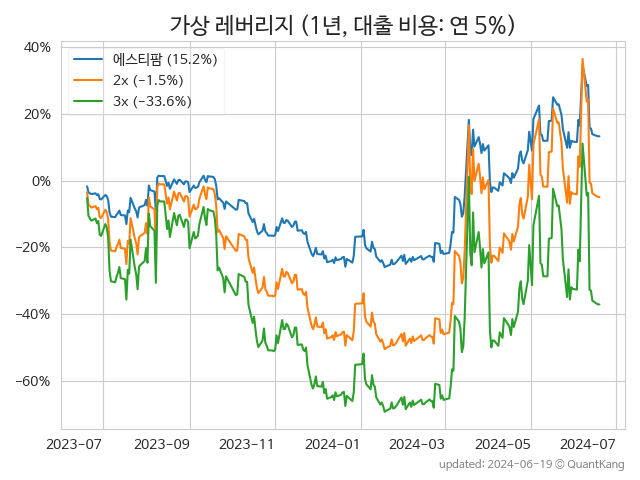 가상 레버리지 (1년, 대출 비용: 연 5%)
에스티팜 (15.2%)
2x (−1.5%)
3x (−33.6%)
40%
20%
0%
−20%
−40%
−60%
2023-07 2023-09 2023-11 2024-01 2024-03 2024-05 2024-07
updated: 2024-06-19 © QuantKang